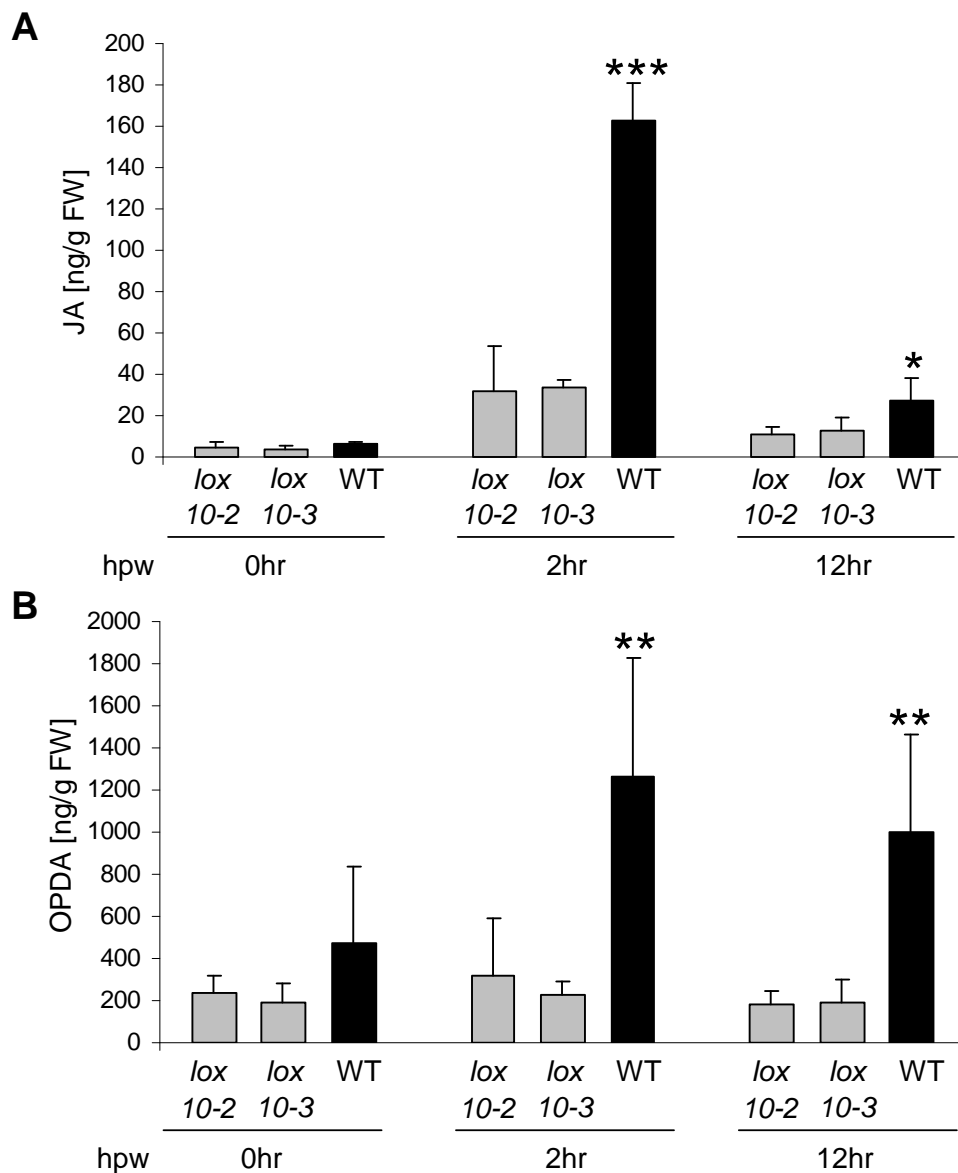 A
JA [ng/g FW]
200
180
160
140
120
100
80
60
40
20
0
***
*
lox lox WT lox lox WT lox lox WT
10-2 10-3 10-2 10-3 10-2 10-3
hpw 0hr 2hr 12hr
B
OPDA [ng/g FW]
2000
1800
1600
1400
1200
1000
800
600
400
200
0
**
**
lox lox WT lox lox WT lox lox WT
10-2 10-3 10-2 10-3 10-2 10-3
hpw 0hr 2hr 12hr